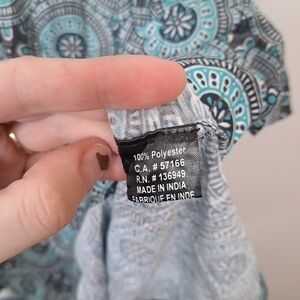 100% Polyester
C.A. # 57166
R.N. # 136949
MADE IN INDIA
FABRIQUE EN INDE